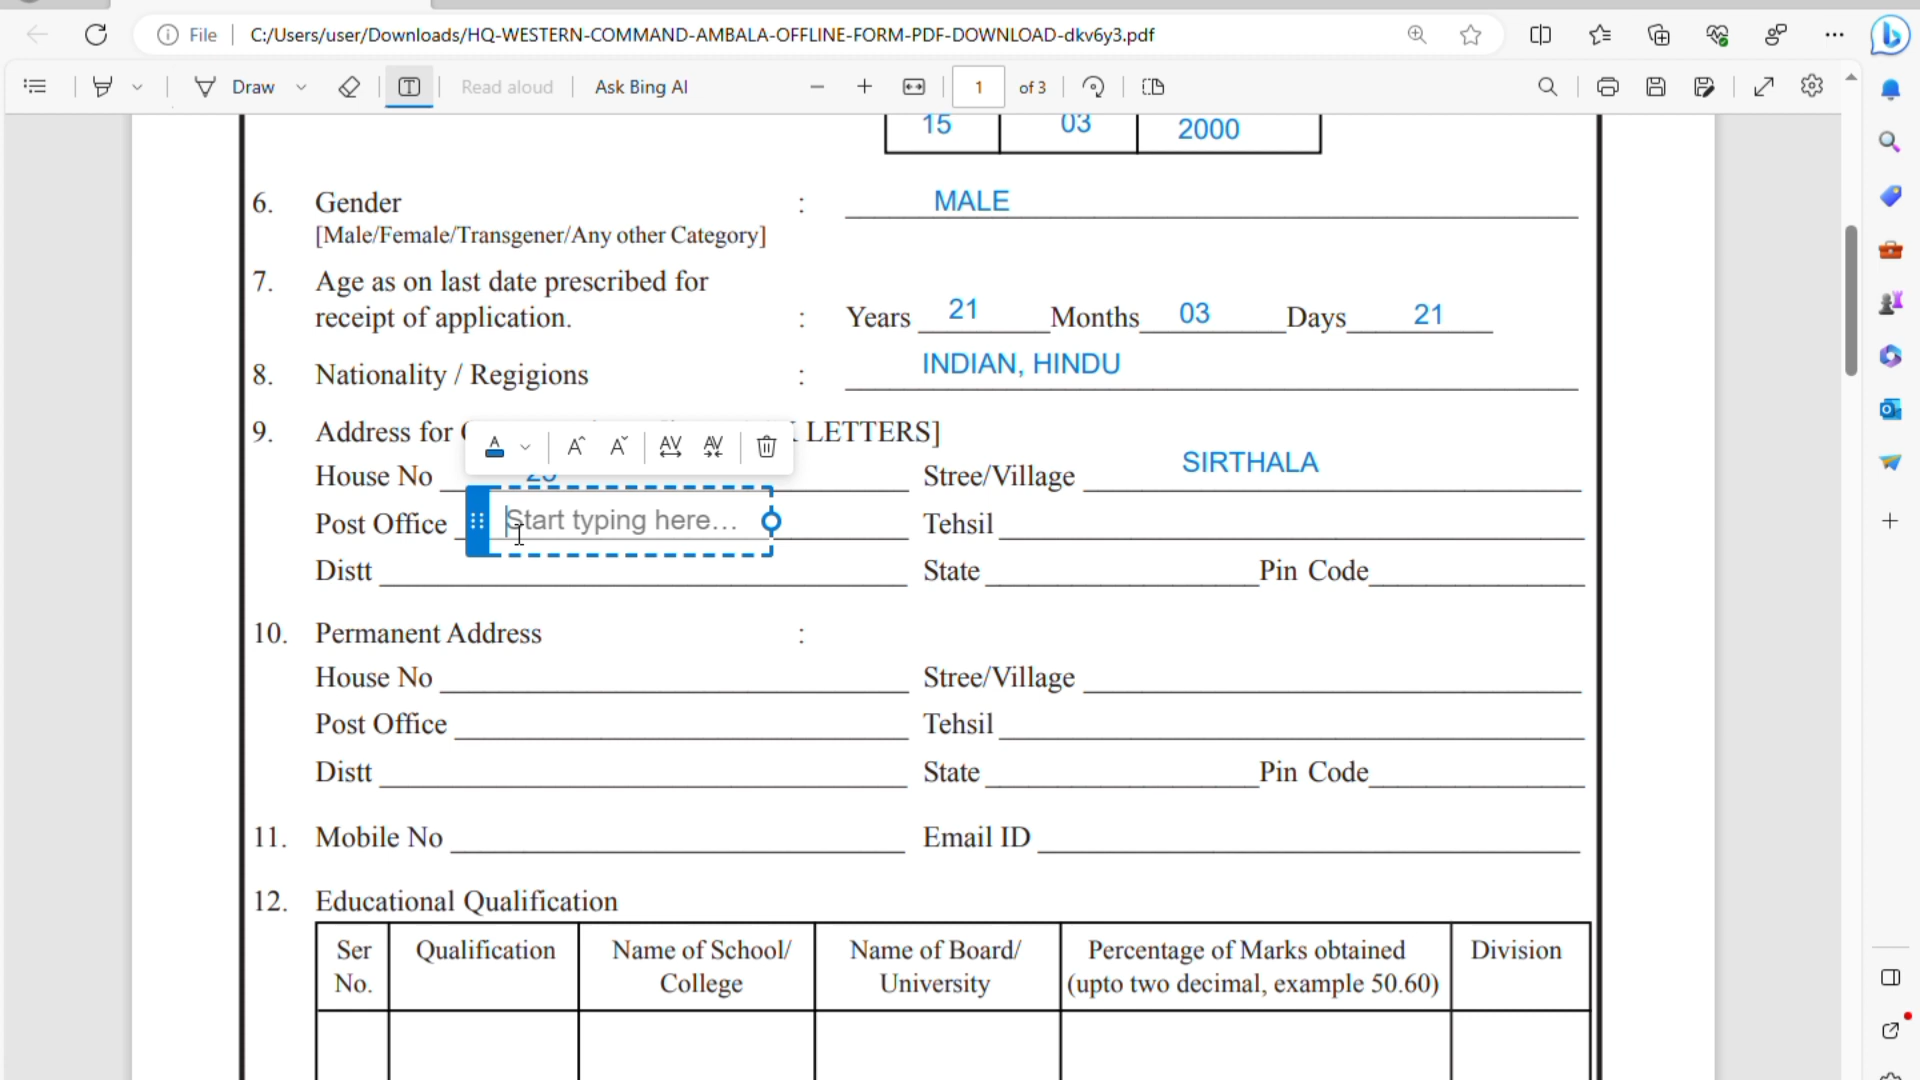 File C:/Users/user/Downloads/HQ-WESTERN-COMMAND-AMBALA-OFFLINE-FORM-PDF-DOWNLOAD-dkv6y3.pdf
Draw Read aloud Ask Bing AI 1 of 3
15 03 2000
6. Gender : MALE
[Male/Female/Transgener/Any other Category]
7. Age as on last date prescribed for
receipt of application. : Years 21 Months 03 Days 21
8. Nationality / Regigions : INDIAN, HINDU
9. Address for LETTERS]
House No Stree/Village SIRTHALA
Post Office Start typing here... Tehsil
Distt State Pin Code
10. Permanent Address :
House No Stree/Village
Post Office Tehsil
Distt State Pin Code
11. Mobile No Email ID
12. Educational Qualification
Ser Qualification Name of School/ Name of Board/ Percentage of Marks obtained Division
No. College University (upto two decimal, example 50.60)